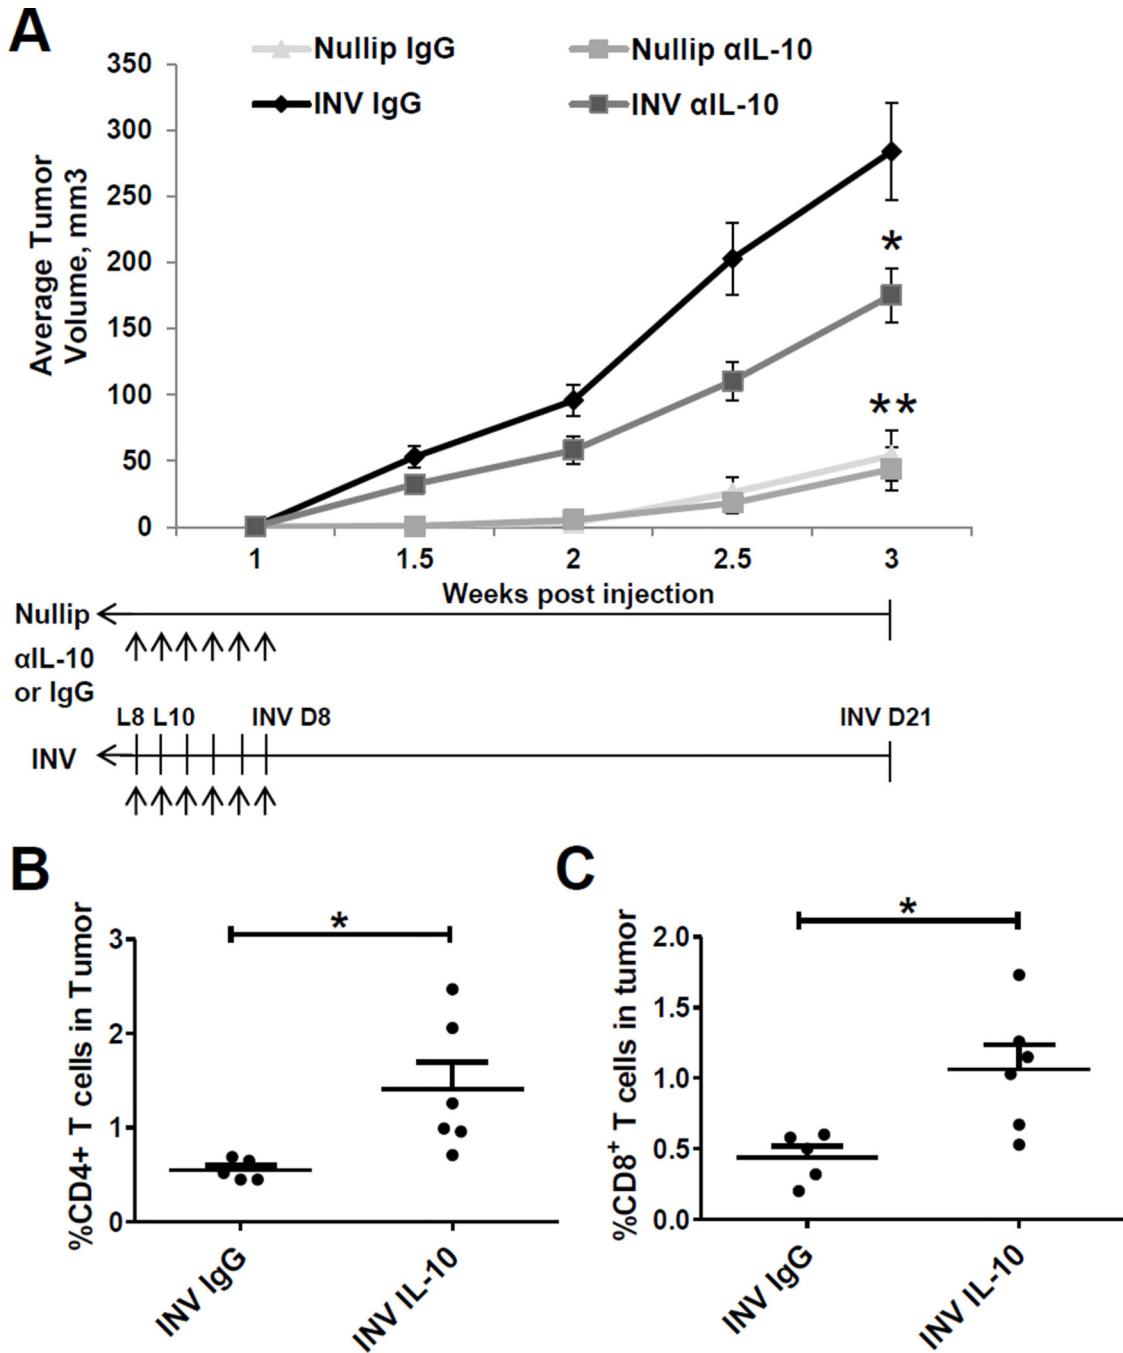 A
Nullip IgG
Nullip αIL-10
INV IgG
INV αIL-10
Average Tumor
Volume, mm3
350
300
250
200
150
100
50
0
*
**
1
1.5
2
2.5
3
Weeks post injection
Nullip
αIL-10
or IgG
L8 L10
INV D8
INV D21
INV
B
%CD4+ T cells in Tumor
3
2
1
0
*
INV IgG
INV IL-10
C
%CD8⁺ T cells in tumor
2.0
1.5
1.0
0.5
0.0
*
INV IgG
INV IL-10